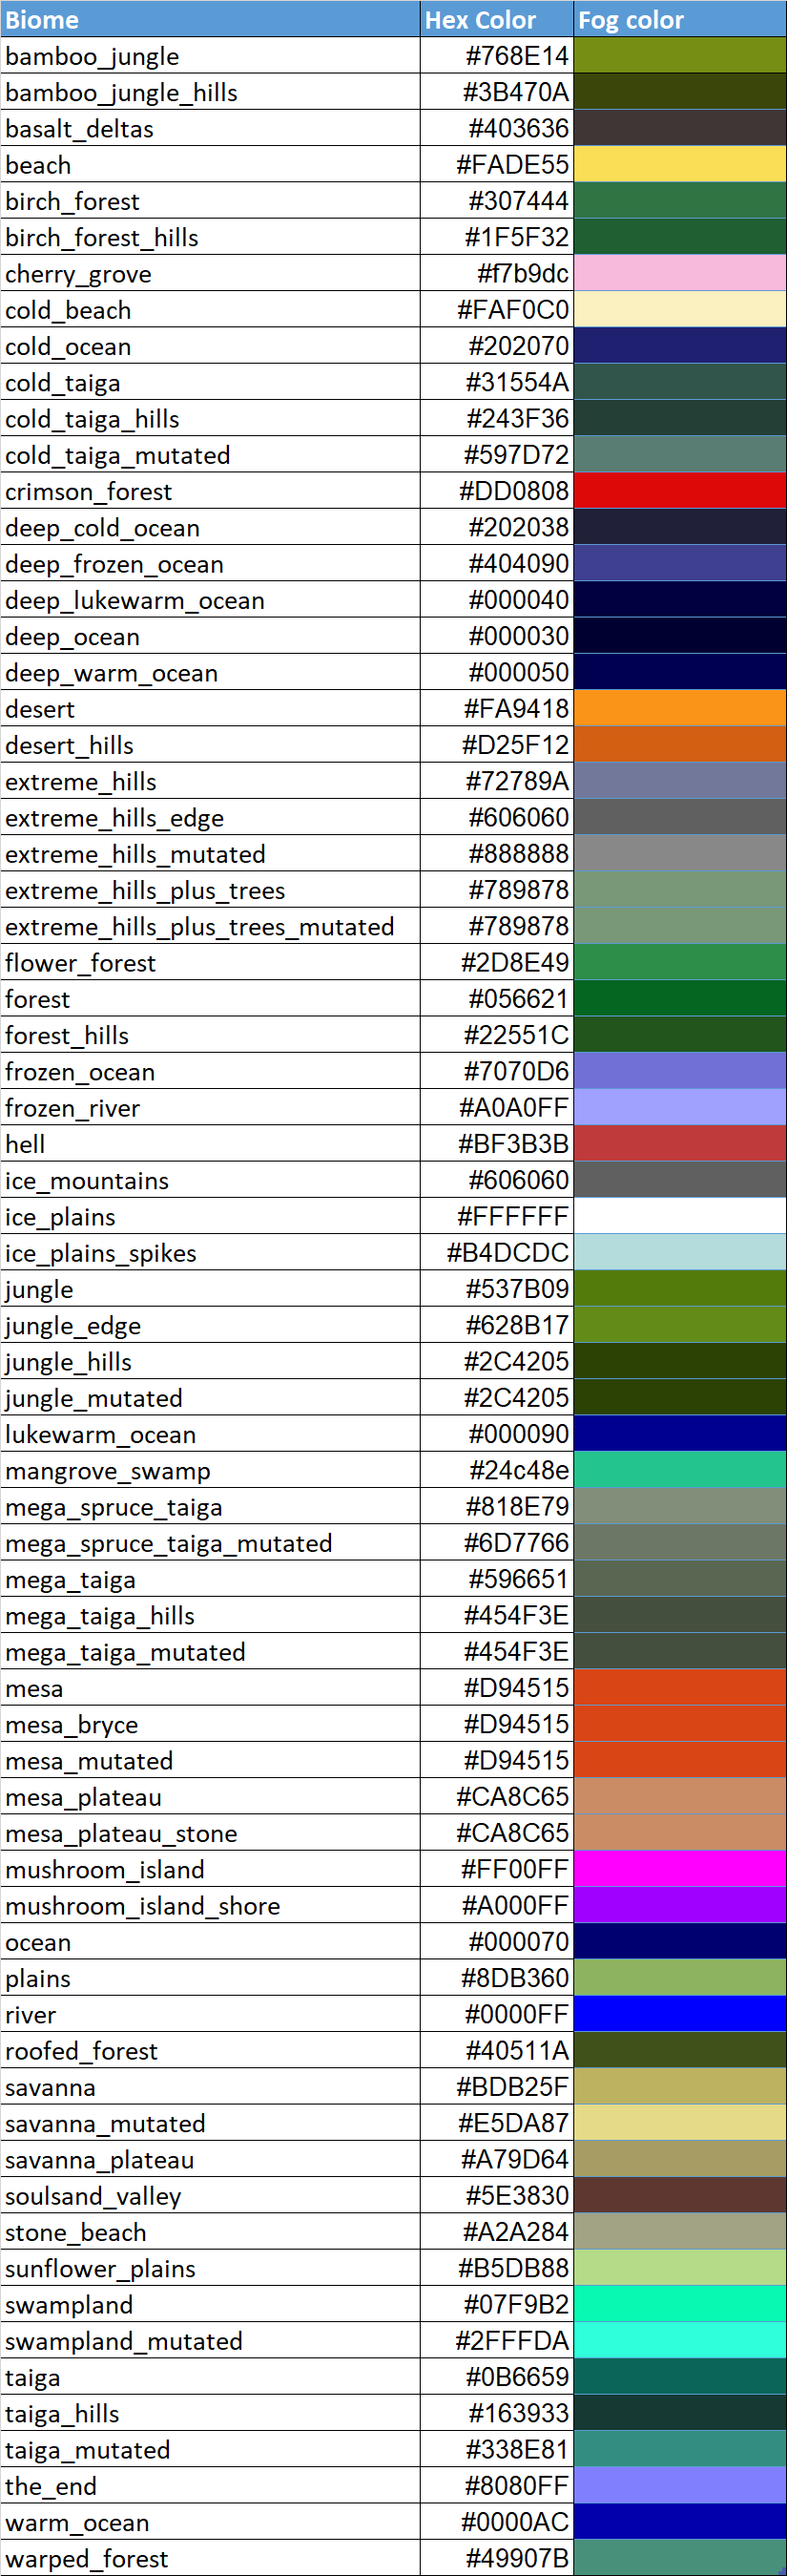 Biome Hex Color Fog color
bamboo_jungle #768E14
bamboo_jungle_hills #3B470A
basalt_deltas #403636
beach #FADE55
birch_forest #307444
birch_forest_hills #1F5F32
cherry_grove #f7b9dc
cold_beach #FAF0C0
cold_ocean #202070
cold_taiga #31554A
cold_taiga_hills #243F36
cold_taiga_mutated #597D72
crimson_forest #DD0808
deep_cold_ocean #202038
deep_frozen_ocean #404090
deep_lukewarm_ocean #000040
deep_ocean #000030
deep_warm_ocean #000050
desert #FA9418
desert_hills #D25F12
extreme_hills #72789A
extreme_hills_edge #606060
extreme_hills_mutated #888888
extreme_hills_plus_trees #789878
extreme_hills_plus_trees_mutated #789878
flower_forest #2D8E49
forest #056621
forest_hills #22551C
frozen_ocean #7070D6
frozen_river #A0A0FF
hell #BF3B3B
ice_mountains #606060
ice_plains #FFFFFF
ice_plains_spikes #B4DCDC
jungle #537B09
jungle_edge #628B17
jungle_hills #2C4205
jungle_mutated #2C4205
lukewarm_ocean #000090
mangrove_swamp #24c48e
mega_spruce_taiga #818E79
mega_spruce_taiga_mutated #6D7766
mega_taiga #596651
mega_taiga_hills #454F3E
mega_taiga_mutated #454F3E
mesa #D94515
mesa_bryce #D94515
mesa_mutated #D94515
mesa_plateau #CA8C65
mesa_plateau_stone #CA8C65
mushroom_island #FF00FF
mushroom_island_shore #A000FF
ocean #000070
plains #8DB360
river #0000FF
roofed_forest #40511A
savanna #BDB25F
savanna_mutated #E5DA87
savanna_plateau #A79D64
soulsand_valley #5E3830
stone_beach #A2A284
sunflower_plains #B5DB88
swampland #07F9B2
swampland_mutated #2FFFDA
taiga #0B6659
taiga_hills #163933
taiga_mutated #338E81
the_end #8080FF
warm_ocean #0000AC
warped_forest #49907B